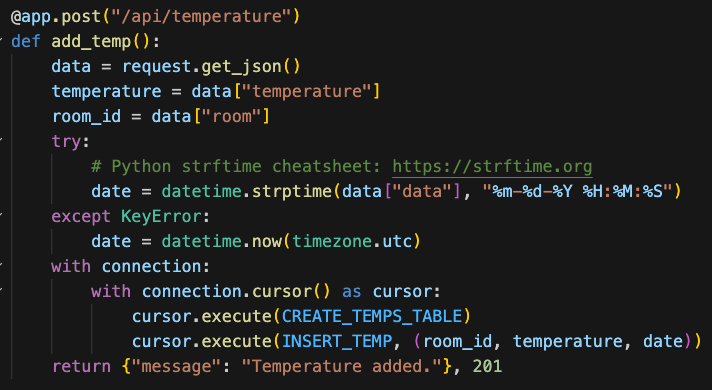 @app.post("/api/temperature")
def add_temp():
    data = request.get_json()
    temperature = data["temperature"]
    room_id = data["room"]
    try:
        # Python strftime cheatsheet: https://strftime.org
        date = datetime.strptime(data["data"], "%m-%d-%Y %H:%M:%S")
    except KeyError:
        date = datetime.now(timezone.utc)
    with connection:
        with connection.cursor() as cursor:
            cursor.execute(CREATE_TEMPS_TABLE)
            cursor.execute(INSERT_TEMP, (room_id, temperature, date))
    return {"message": "Temperature added."}, 201